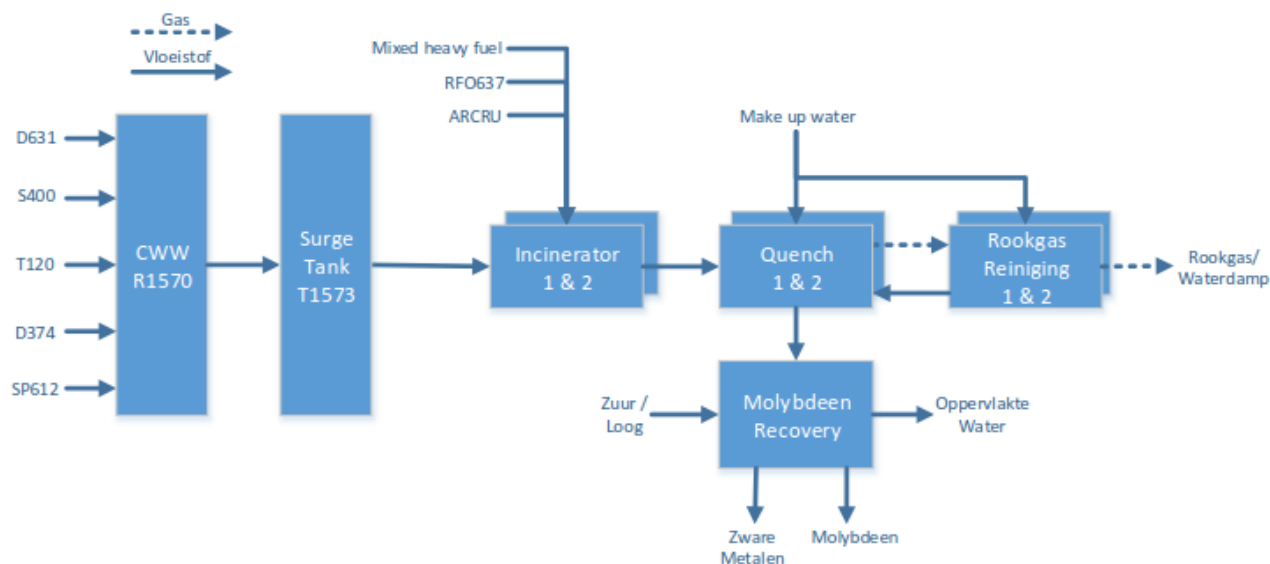 Gas
Vloeistof
D631
S400
T120
D374
SP612
CWW
R1570
Surge
Tank
T1573
Mixed heavy fuel
RFO637
ARCRU
Incinerator
1 & 2
Make up water
Quench
1 & 2
Rookgas
Reiniging
1 & 2
Rookgas/
Waterdamp
Zuur /
Loog
Molybdeen
Recovery
Oppervlakte
Water
Zware
Metalen
Molybdeen